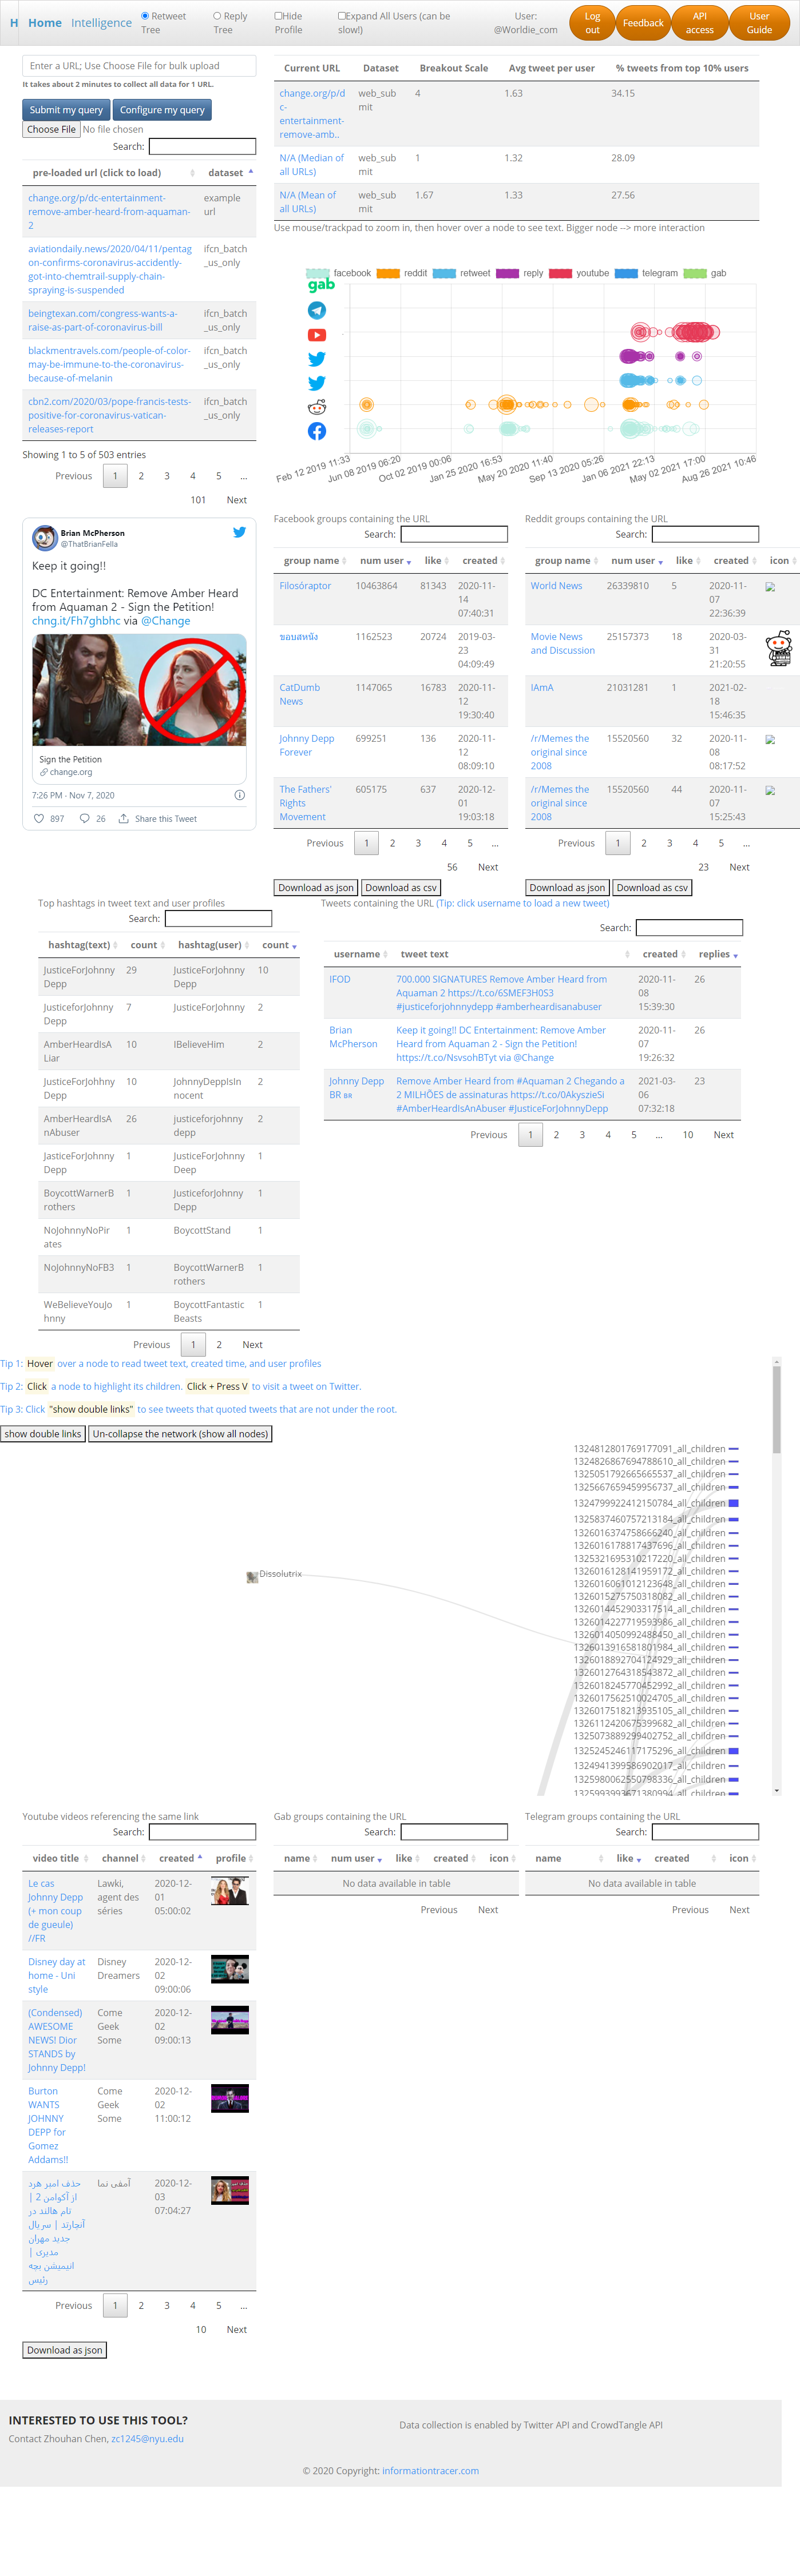 H Home Intelligence Retweet Tree Reply Tree Hide Profile Expand All Users (can be slow!) User: @Worldie_com Log out Feedback API access User Guide
Enter a URL; Use Choose File for bulk upload
It takes about 2 minutes to collect all data for 1 URL.
Submit my query Configure my query
Choose File No file chosen
Search:
pre-loaded url (click to load) dataset
change.org/p/dc-entertainment-remove-amber-heard-from-aquaman-2 example url
aviationdaily.news/2020/04/11/pentagon-confirms-coronavirus-accidently-got-into-chemtrail-supply-chain-spraying-is-suspended ifcn_batch_us_only
beingtexan.com/congress-wants-a-raise-as-part-of-coronavirus-bill ifcn_batch_us_only
blackmentravels.com/people-of-color-may-be-immune-to-the-coronavirus-because-of-melanin ifcn_batch_us_only
cbn2.com/2020/03/pope-francis-tests-positive-for-coronavirus-vatican-releases-report ifcn_batch_us_only
Showing 1 to 5 of 503 entries
Previous 1 2 3 4 5 …
101 Next
Current URL Dataset Breakout Scale Avg tweet per user % tweets from top 10% users
change.org/p/dc-entertainment-remove-amb.. web_submit 4 1.63 34.15
N/A (Median of all URLs) web_submit 1 1.32 28.09
N/A (Mean of all URLs) web_submit 1.67 1.33 27.56
Use mouse/trackpad to zoom in, then hover over a node to see text. Bigger node --> more interaction
facebook reddit retweet reply youtube telegram gab
gab
Feb 12 2019 11:33
Jun 08 2019 06:20
Oct 02 2019 00:06
Jan 25 2020 16:53
May 20 2020 11:40
Sep 13 2020 05:26
Jan 06 2021 22:13
May 02 2021 17:00
Aug 26 2021 10:46
Brian McPherson
@ThatBrianFella
Keep it going!!
DC Entertainment: Remove Amber Heard
from Aquaman 2 - Sign the Petition!
chng.it/Fh7ghbhc via @Change
Sign the Petition
change.org
7:26 PM · Nov 7, 2020
897 26 Share this Tweet
Facebook groups containing the URL
Search:
group name num user like created
Filosóraptor 10463864 81343 2020-11-14 07:40:31
ขอบสหนัง 1162523 20724 2019-03-23 04:09:49
CatDumb News 1147065 16783 2020-11-12 19:30:40
Johnny Depp Forever 699251 136 2020-11-12 08:09:10
The Fathers' Rights Movement 605175 637 2020-12-01 19:03:18
Previous 1 2 3 4 5 …
56 Next
Download as json Download as csv
Reddit groups containing the URL
Search:
group name num user like created icon
World News 26339810 5 2020-11-07 22:36:39
Movie News and Discussion 25157373 18 2020-03-31 21:20:55
IAmA 21031281 1 2021-02-18 15:46:35
/r/Memes the original since 2008 15520560 32 2020-11-08 08:17:52
/r/Memes the original since 2008 15520560 44 2020-11-07 15:25:43
Previous 1 2 3 4 5 …
23 Next
Download as json Download as csv
Top hashtags in tweet text and user profiles
Search:
hashtag(text) count hashtag(user) count
JusticeForJohnnyDepp 29 JusticeForJohnnyDepp 10
JusticeforJohnnyDepp 7 JusticeForJohnny 2
AmberHeardIsALiar 10 IBelieveHim 2
JusticeForJohhnyDepp 10 JohnnyDeppIsInnocent 2
AmberHeardIsAnAbuser 26 justiceforjohnnydepp 2
JasticeForJohnnyDepp 1 JusticeForJohnnyDeep 1
BoycottWarnerBrothers 1 JusticeforJohnnyDepp 1
NoJohnnyNoPirates 1 BoycottStand 1
NoJohnnyNoFB3 1 BoycottWarnerBrothers 1
WeBelieveYouJohnny 1 BoycottFantasticBeasts 1
Previous 1 2 Next
Tweets containing the URL (Tip: click username to load a new tweet)
Search:
username tweet text created replies
IFOD 700.000 SIGNATURES Remove Amber Heard from Aquaman 2 https://t.co/6SMEF3H0S3 #justiceforjohnnydepp #amberheardisanabuser 2020-11-08 15:39:30 26
Brian McPherson Keep it going!! DC Entertainment: Remove Amber Heard from Aquaman 2 - Sign the Petition! https://t.co/NsvsohBTyt via @Change 2020-11-07 19:26:32 26
Johnny Depp BR BR Remove Amber Heard from #Aquaman 2 Chegando a 2 MILHÕES de assinaturas https://t.co/0AkyszieSi #AmberHeardIsAnAbuser #JusticeForJohnnyDepp 2021-03-06 07:32:18 23
Previous 1 2 3 4 5 … 10 Next
Tip 1: Hover over a node to read tweet text, created time, and user profiles
Tip 2: Click a node to highlight its children. Click + Press V to visit a tweet on Twitter.
Tip 3: Click "show double links" to see tweets that quoted tweets that are not under the root.
show double links Un-collapse the network (show all nodes)
Dissolutrix
1324812801769177091_all_children
1324826867694788610_all_children
1325051792665665537_all_children
1325667659459956737_all_children
1324799922412150784_all_children
1325837460757213184_all_children
1326016374758666240_all_children
1326016178817437696_all_children
1325321695310217220_all_children
1326016128141959172_all_children
1326016061012123648_all_children
1326015275750318082_all_children
1326014452903317514_all_children
1326014227719593986_all_children
1326014050992488450_all_children
1326013916581801984_all_children
1326018892704124929_all_children
1326012764318543872_all_children
1326018245770452992_all_children
1326017562510024705_all_children
1326017518213935105_all_children
1326112420675399682_all_children
1325073889299402752_all_children
1325245246117175296_all_children
1324941399586902017_all_children
1325980062550798336_all_children
1325993993671380994_all_children
Youtube videos referencing the same link
Search:
video title channel created profile
Le cas Johnny Depp (+ mon coup de gueule) //FR Lawki, agent des séries 2020-12-01 05:00:02
Disney day at home - Uni style Disney Dreamers 2020-12-02 09:00:06
(Condensed) AWESOME NEWS! Dior STANDS by Johnny Depp! Come Geek Some 2020-12-02 09:00:13
Burton WANTS JOHNNY DEPP for Gomez Addams!! Come Geek Some 2020-12-02 11:00:12
حذف امبر هرد از آکوامن 2 | تام هالند در آنچارتد | سریال جدید مهران مدیری | انیمیشن بچه رئیس آمقی نما 2020-12-03 07:04:27
Previous 1 2 3 4 5 …
10 Next
Download as json
Gab groups containing the URL
Search:
name num user like created icon
No data available in table
Previous Next
Telegram groups containing the URL
Search:
name like created icon
No data available in table
Previous Next
INTERESTED TO USE THIS TOOL?
Contact Zhouhan Chen, zc1245@nyu.edu
Data collection is enabled by Twitter API and CrowdTangle API
© 2020 Copyright: informationtracer.com